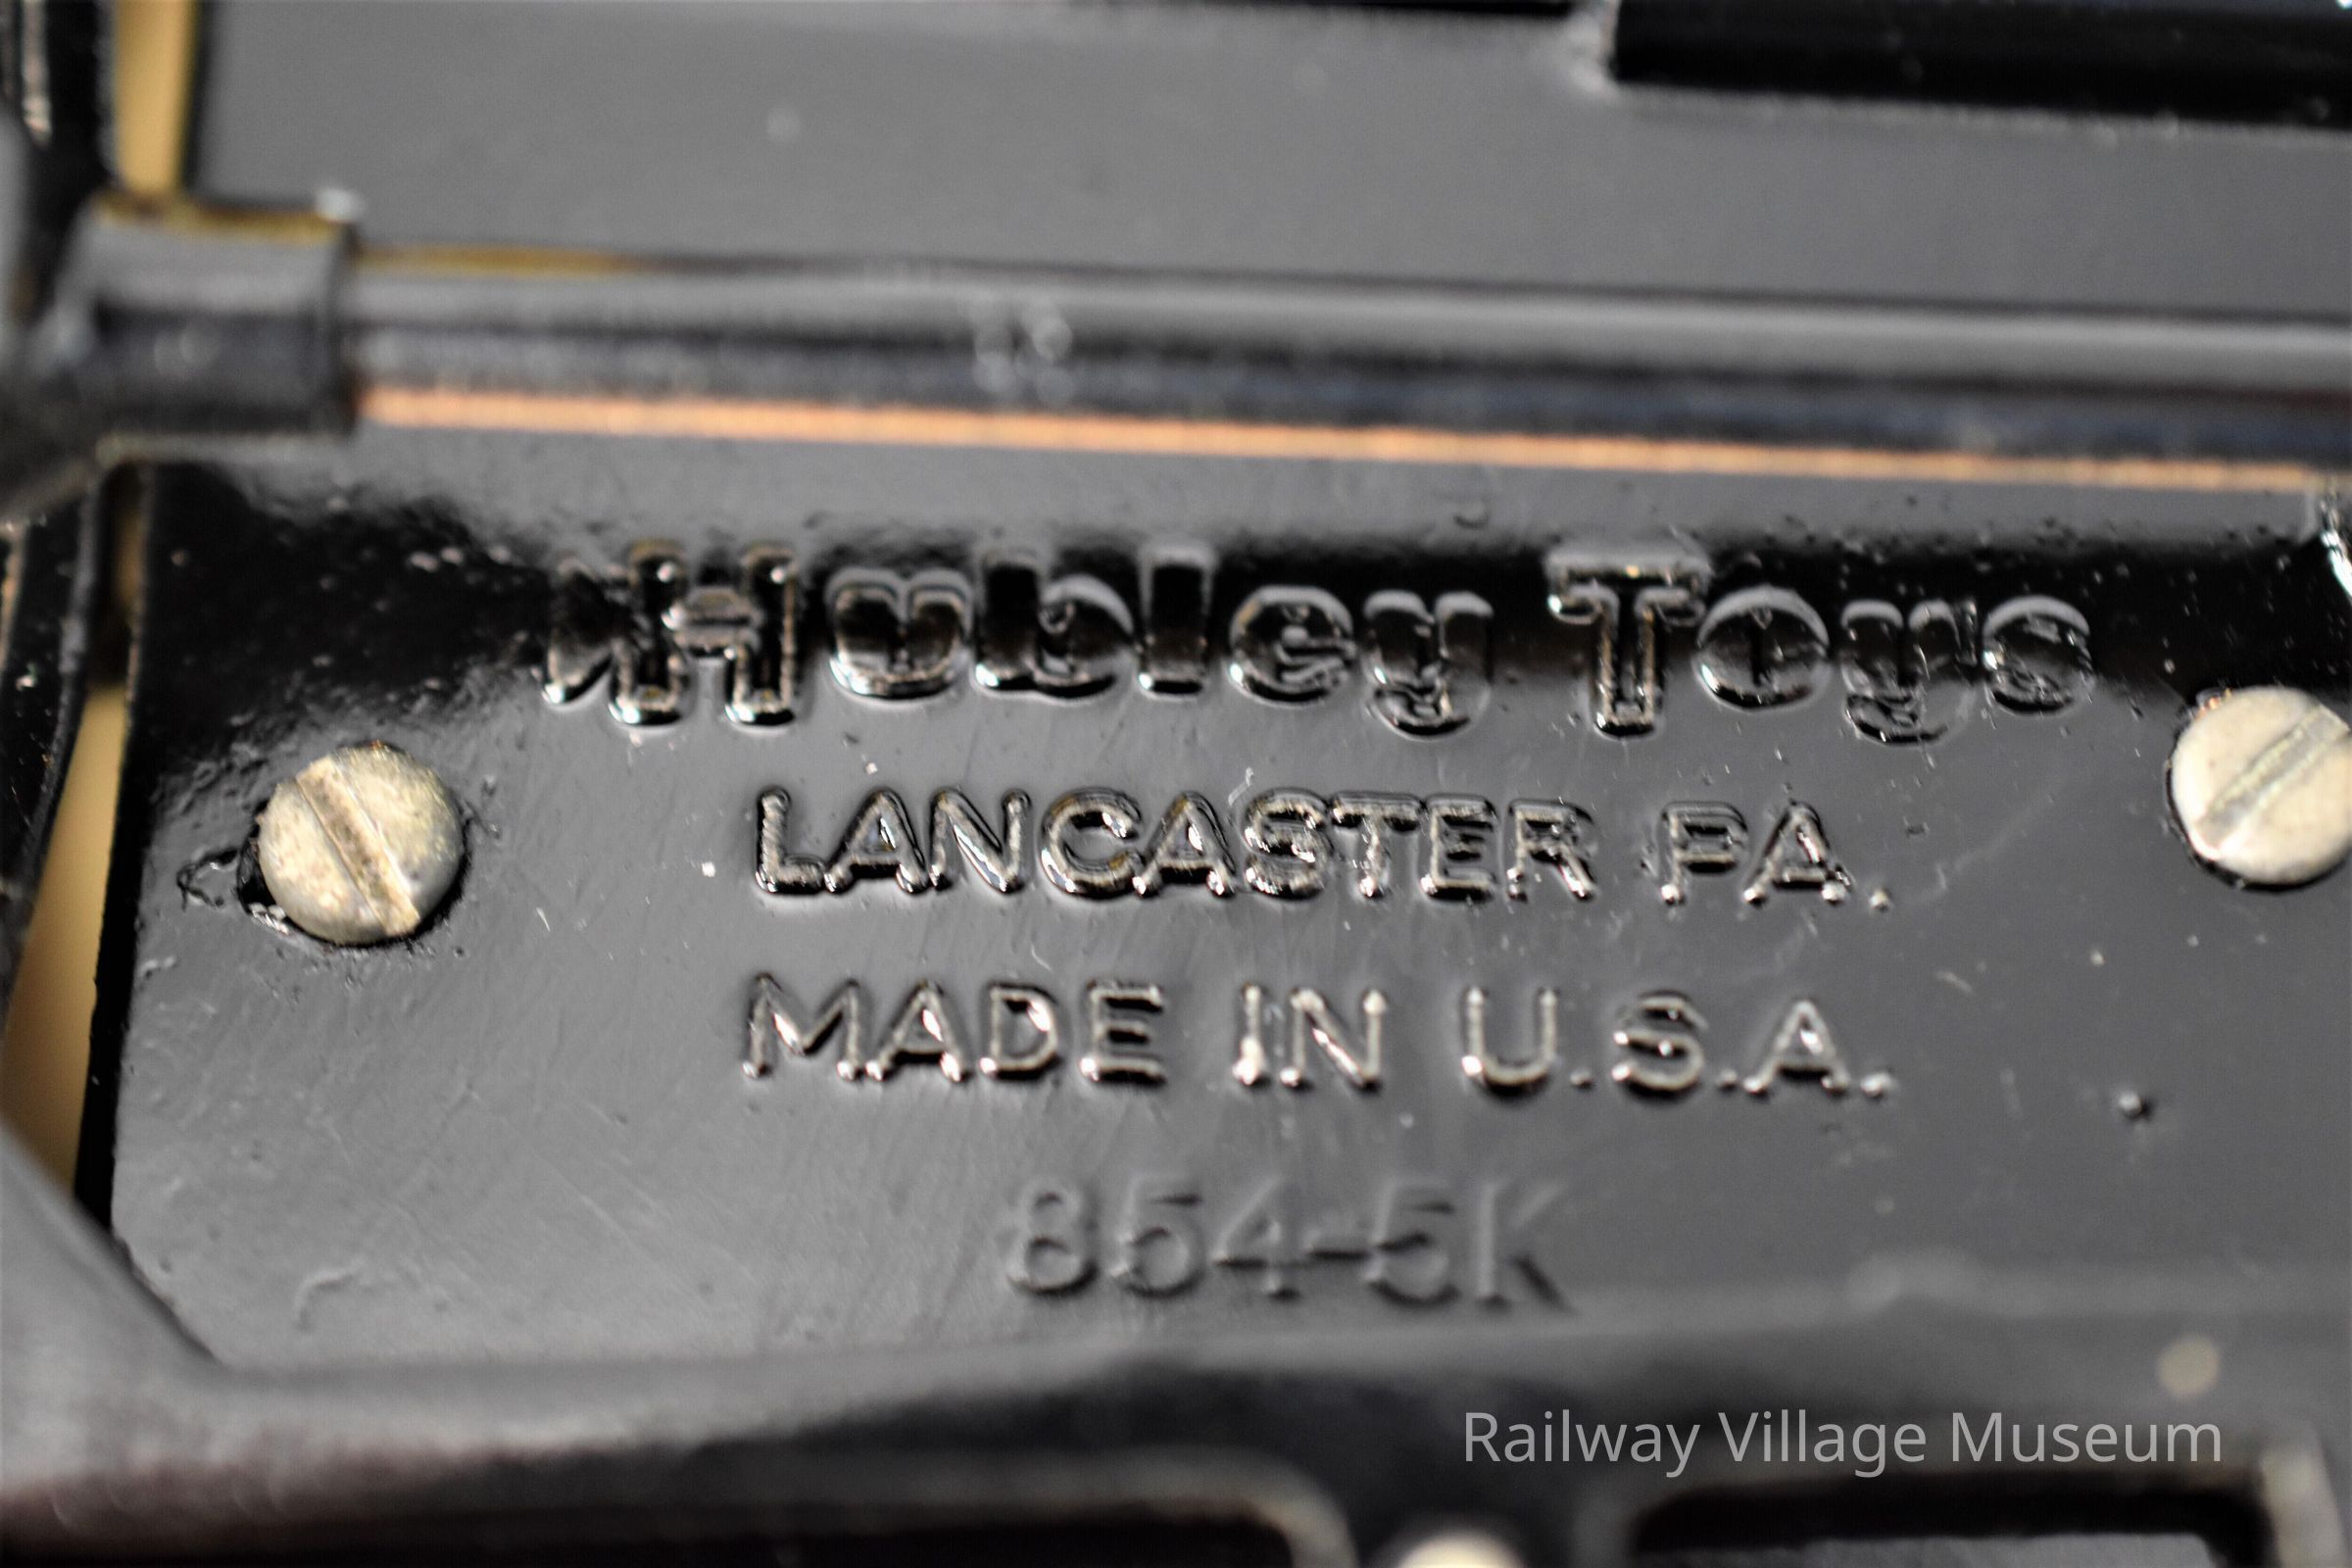 Hubley Toys
LANCASTER PA.
MADE IN U.S.A.
854-5K
Railway Village Museum